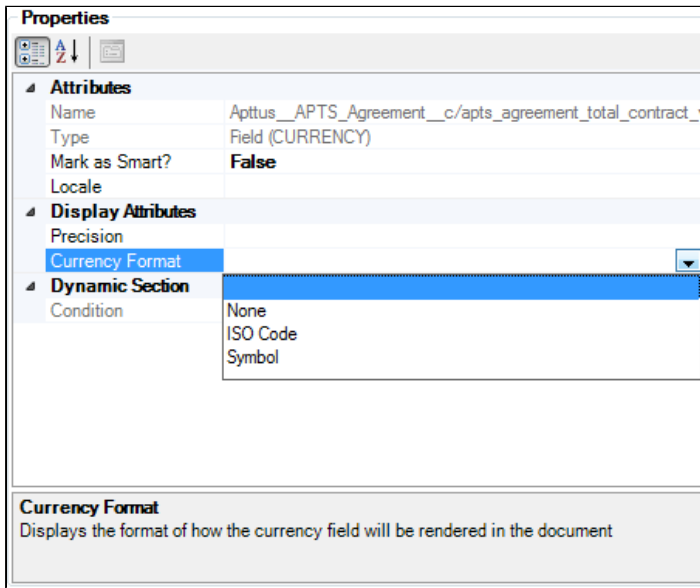 Properties
A
Z
Attributes
Name Apttus__APTS_Agreement__c/apts_agreement_total_contract_
Type Field (CURRENCY)
Mark as Smart? False
Locale
Display Attributes
Precision
Currency Format
Dynamic Section
Condition
None
ISO Code
Symbol
Currency Format
Displays the format of how the currency field will be rendered in the document